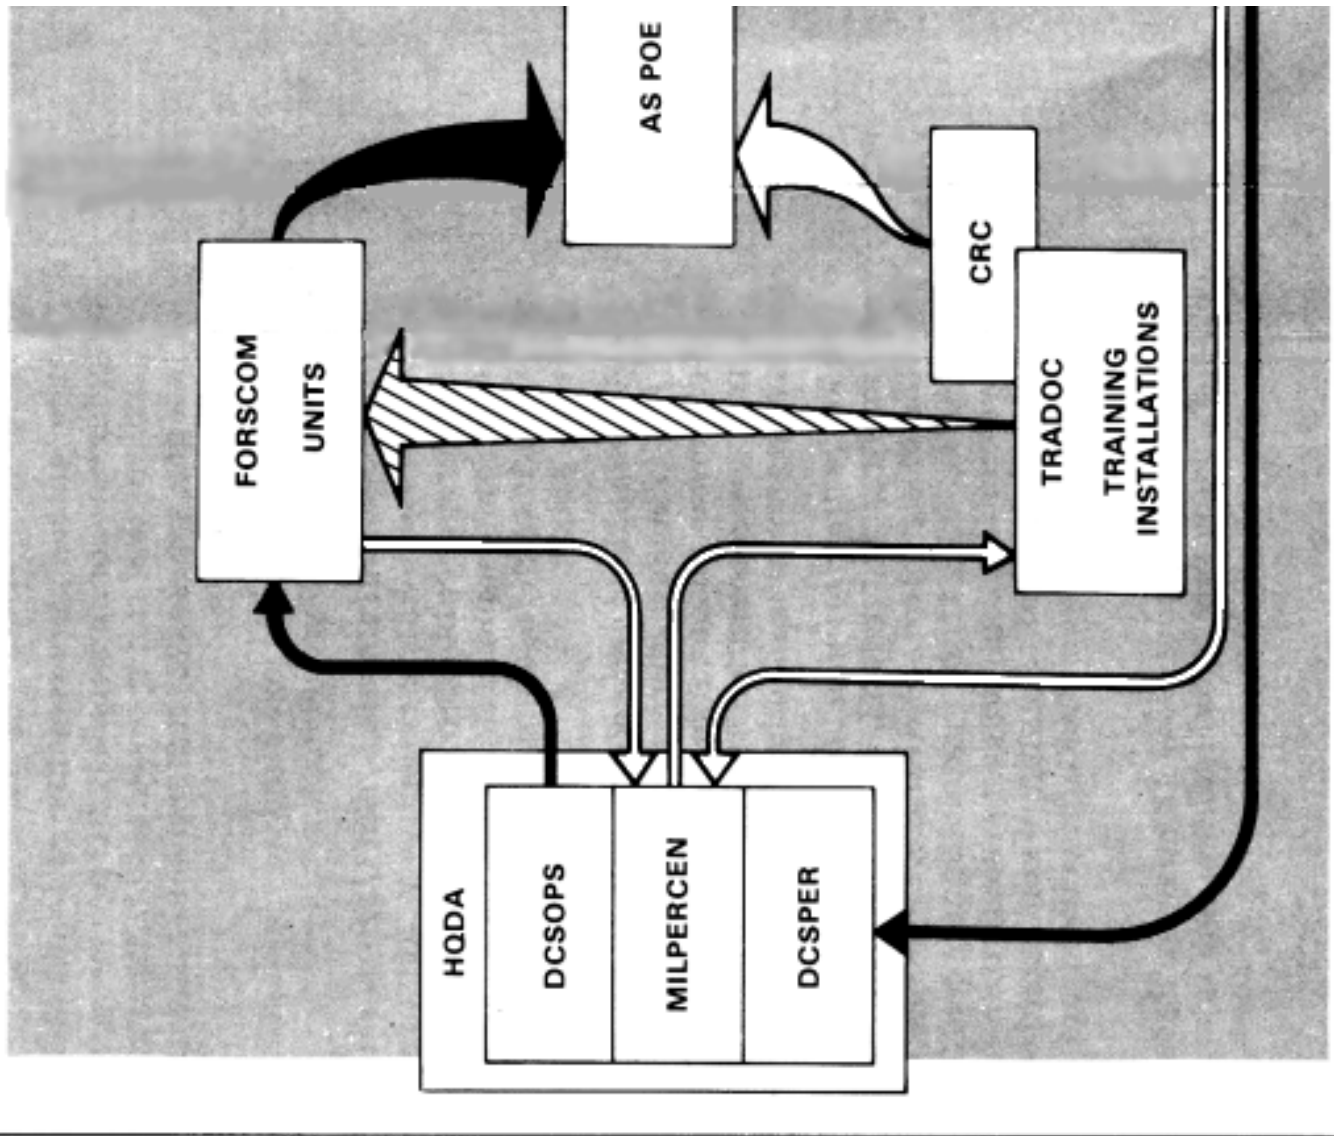 AS POE
FORSCOM
UNITS
CRC
TRADOC
TRAINING
INSTALLATIONS
HQDA
DCSOPS
MILPERCEN
DCSPER